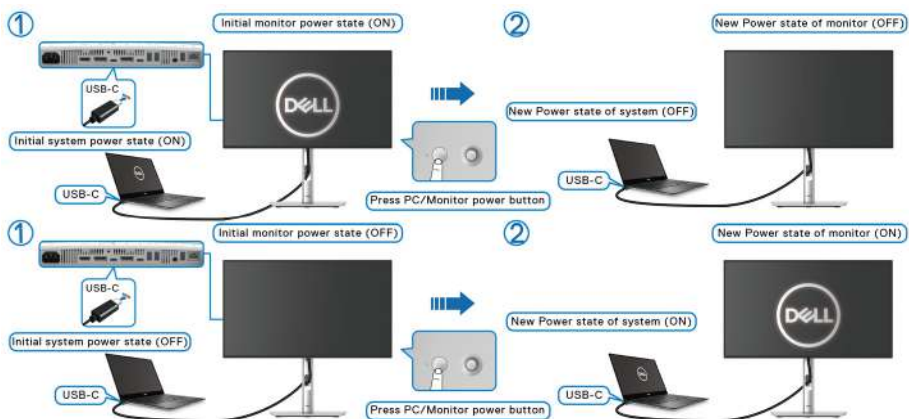 1
Initial monitor power state (ON)
2
New Power state of monitor (OFF)
USB-C
DELL
New Power state of system (OFF)
Initial system power state (ON)
DELL
USB-C
Press PC/Monitor power button
USB-C
1
Initial monitor power state (OFF)
2
New Power state of monitor (ON)
USB-C
DELL
New Power state of system (ON)
Initial system power state (OFF)
DELL
USB-C
Press PC/Monitor power button
USB-C